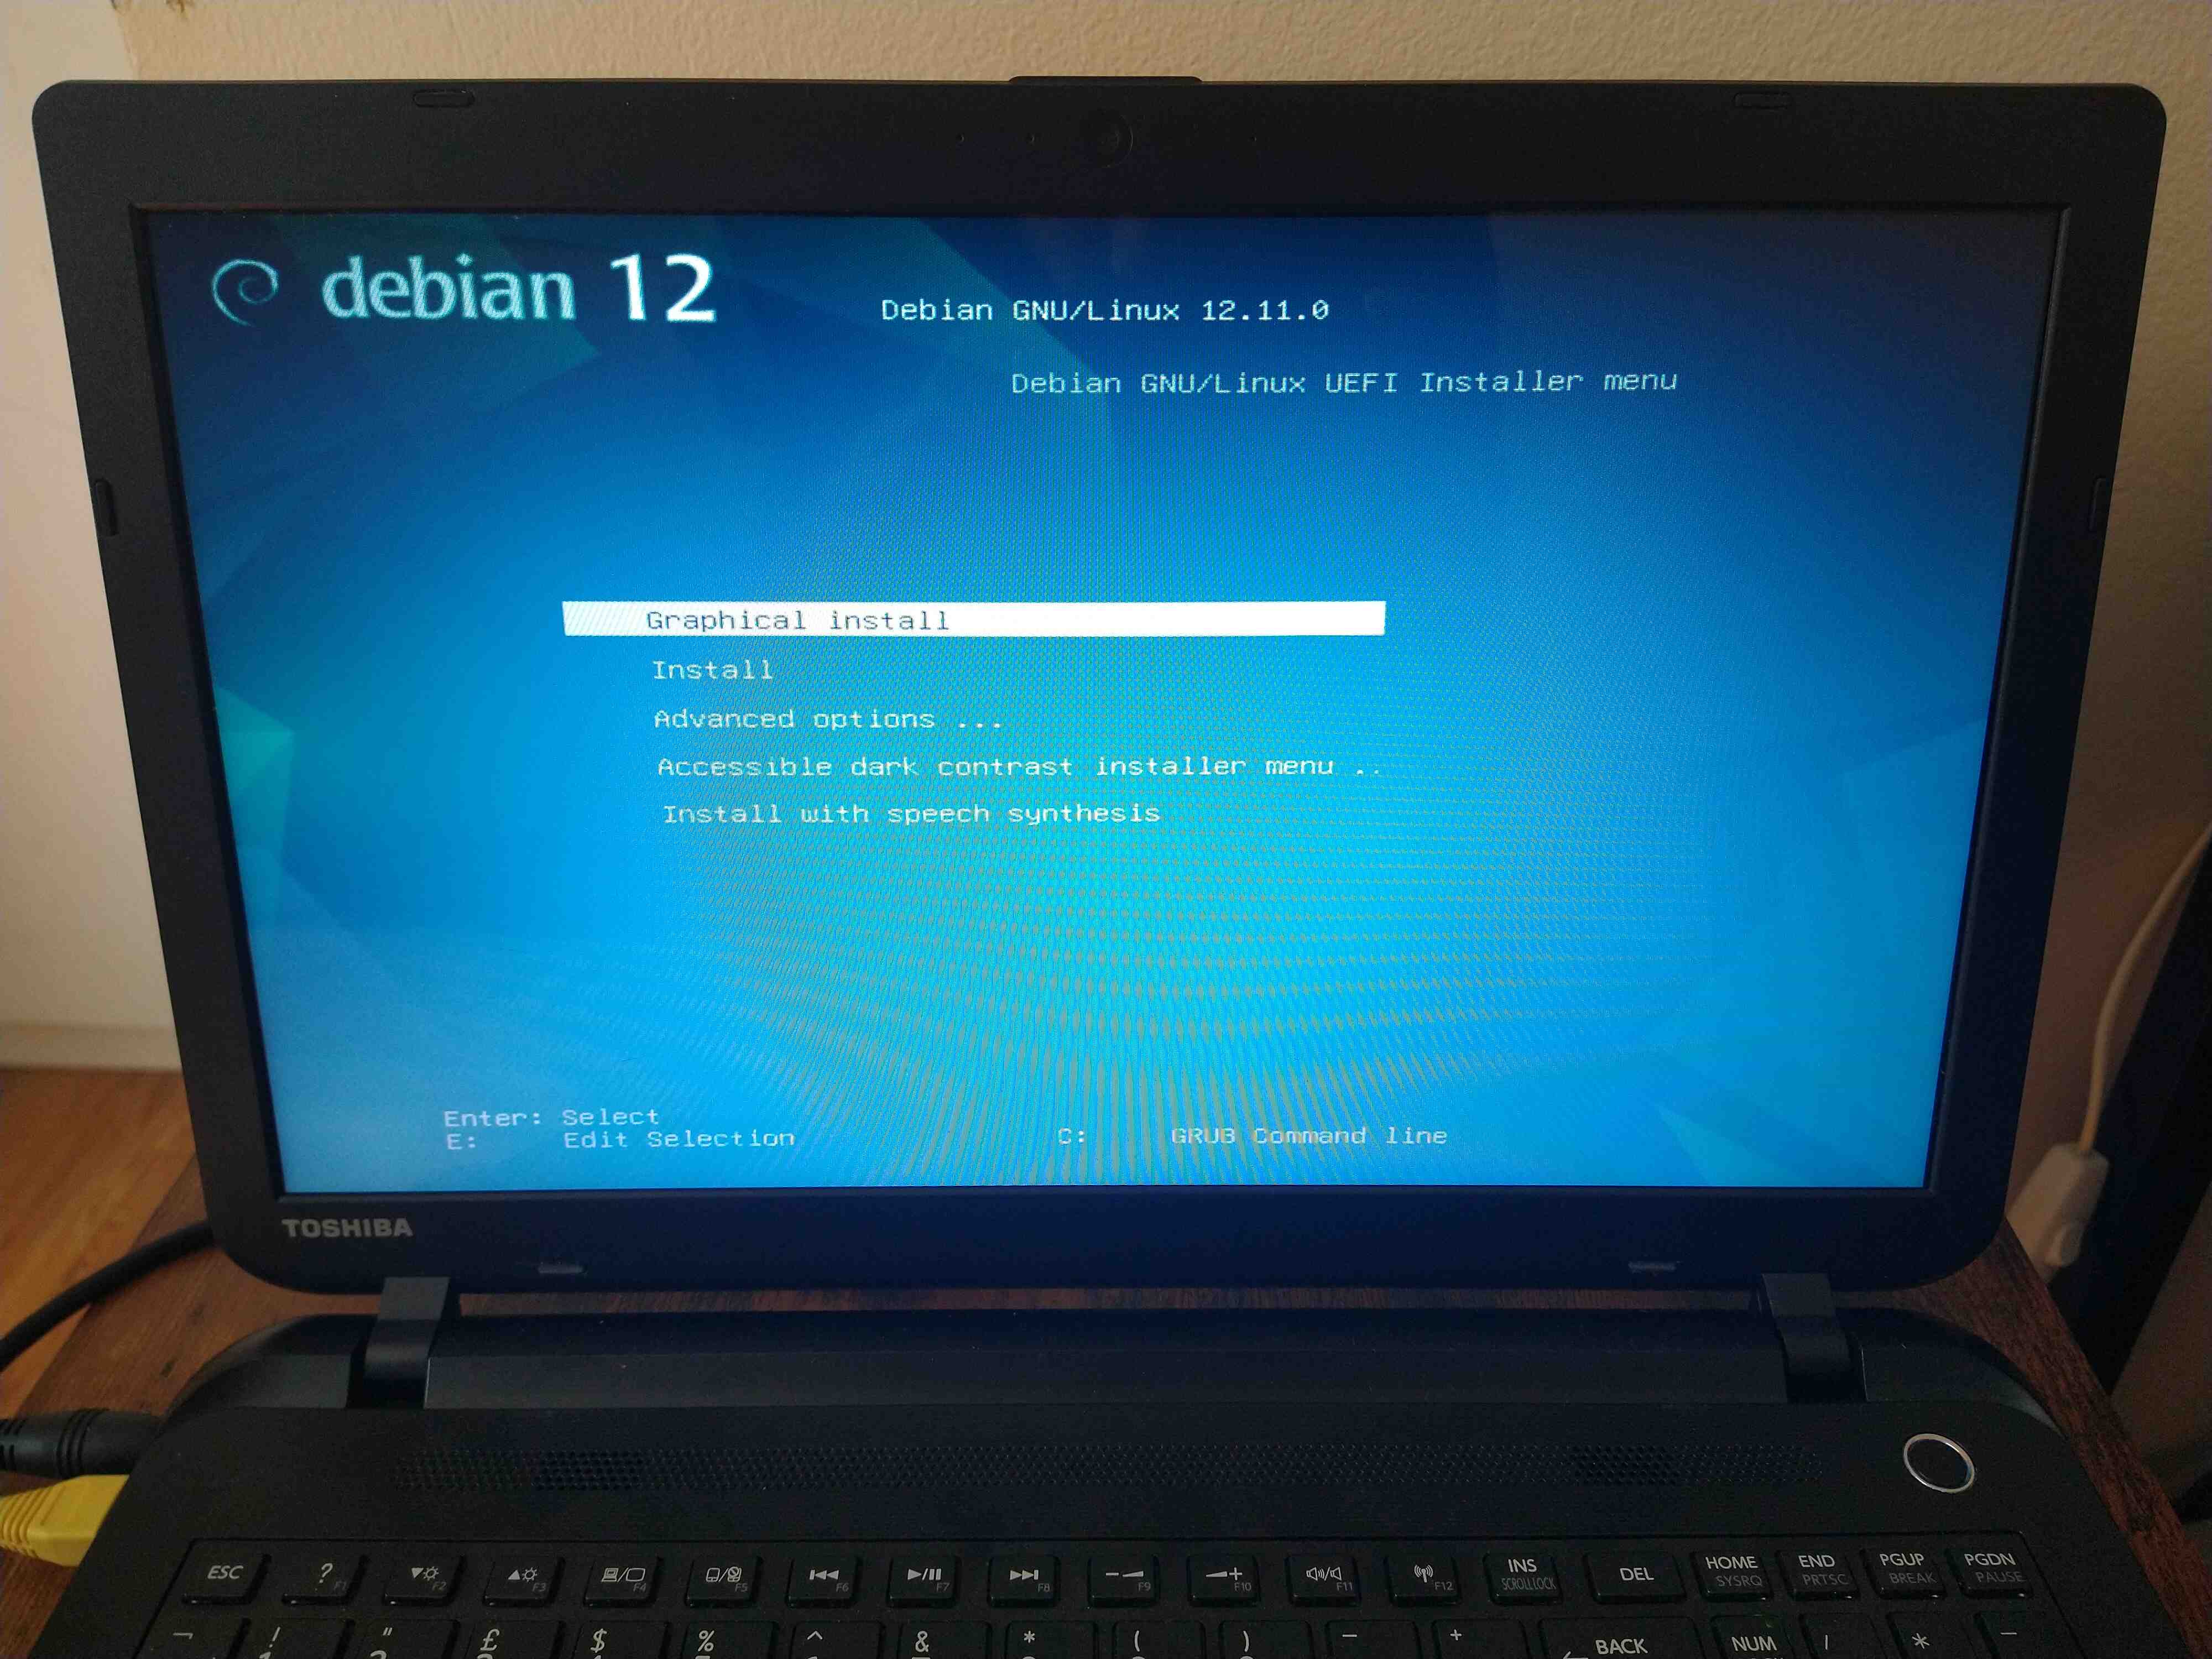 debian 12
Debian GNU/Linux 12.11.0
Debian GNU/Linux UEFI Installer menu
Graphical install
Install
Advanced options ...
Accessible dark contrast installer menu ..
Install with speech synthesis
Enter: Select
E: Edit Selection C: GRUB Command line
TOSHIBA
ESC ? F1 F2 F3 F4 F5 F6 F7 F8 F9 F10 F11 F12 INS SCROLLLOCK DEL HOME SYSRQ END PRTSC PGUP BREAK PGDN PAUSE
¬ ! " £ $ % ^ & * ( ) _ + BACK NUM / * -